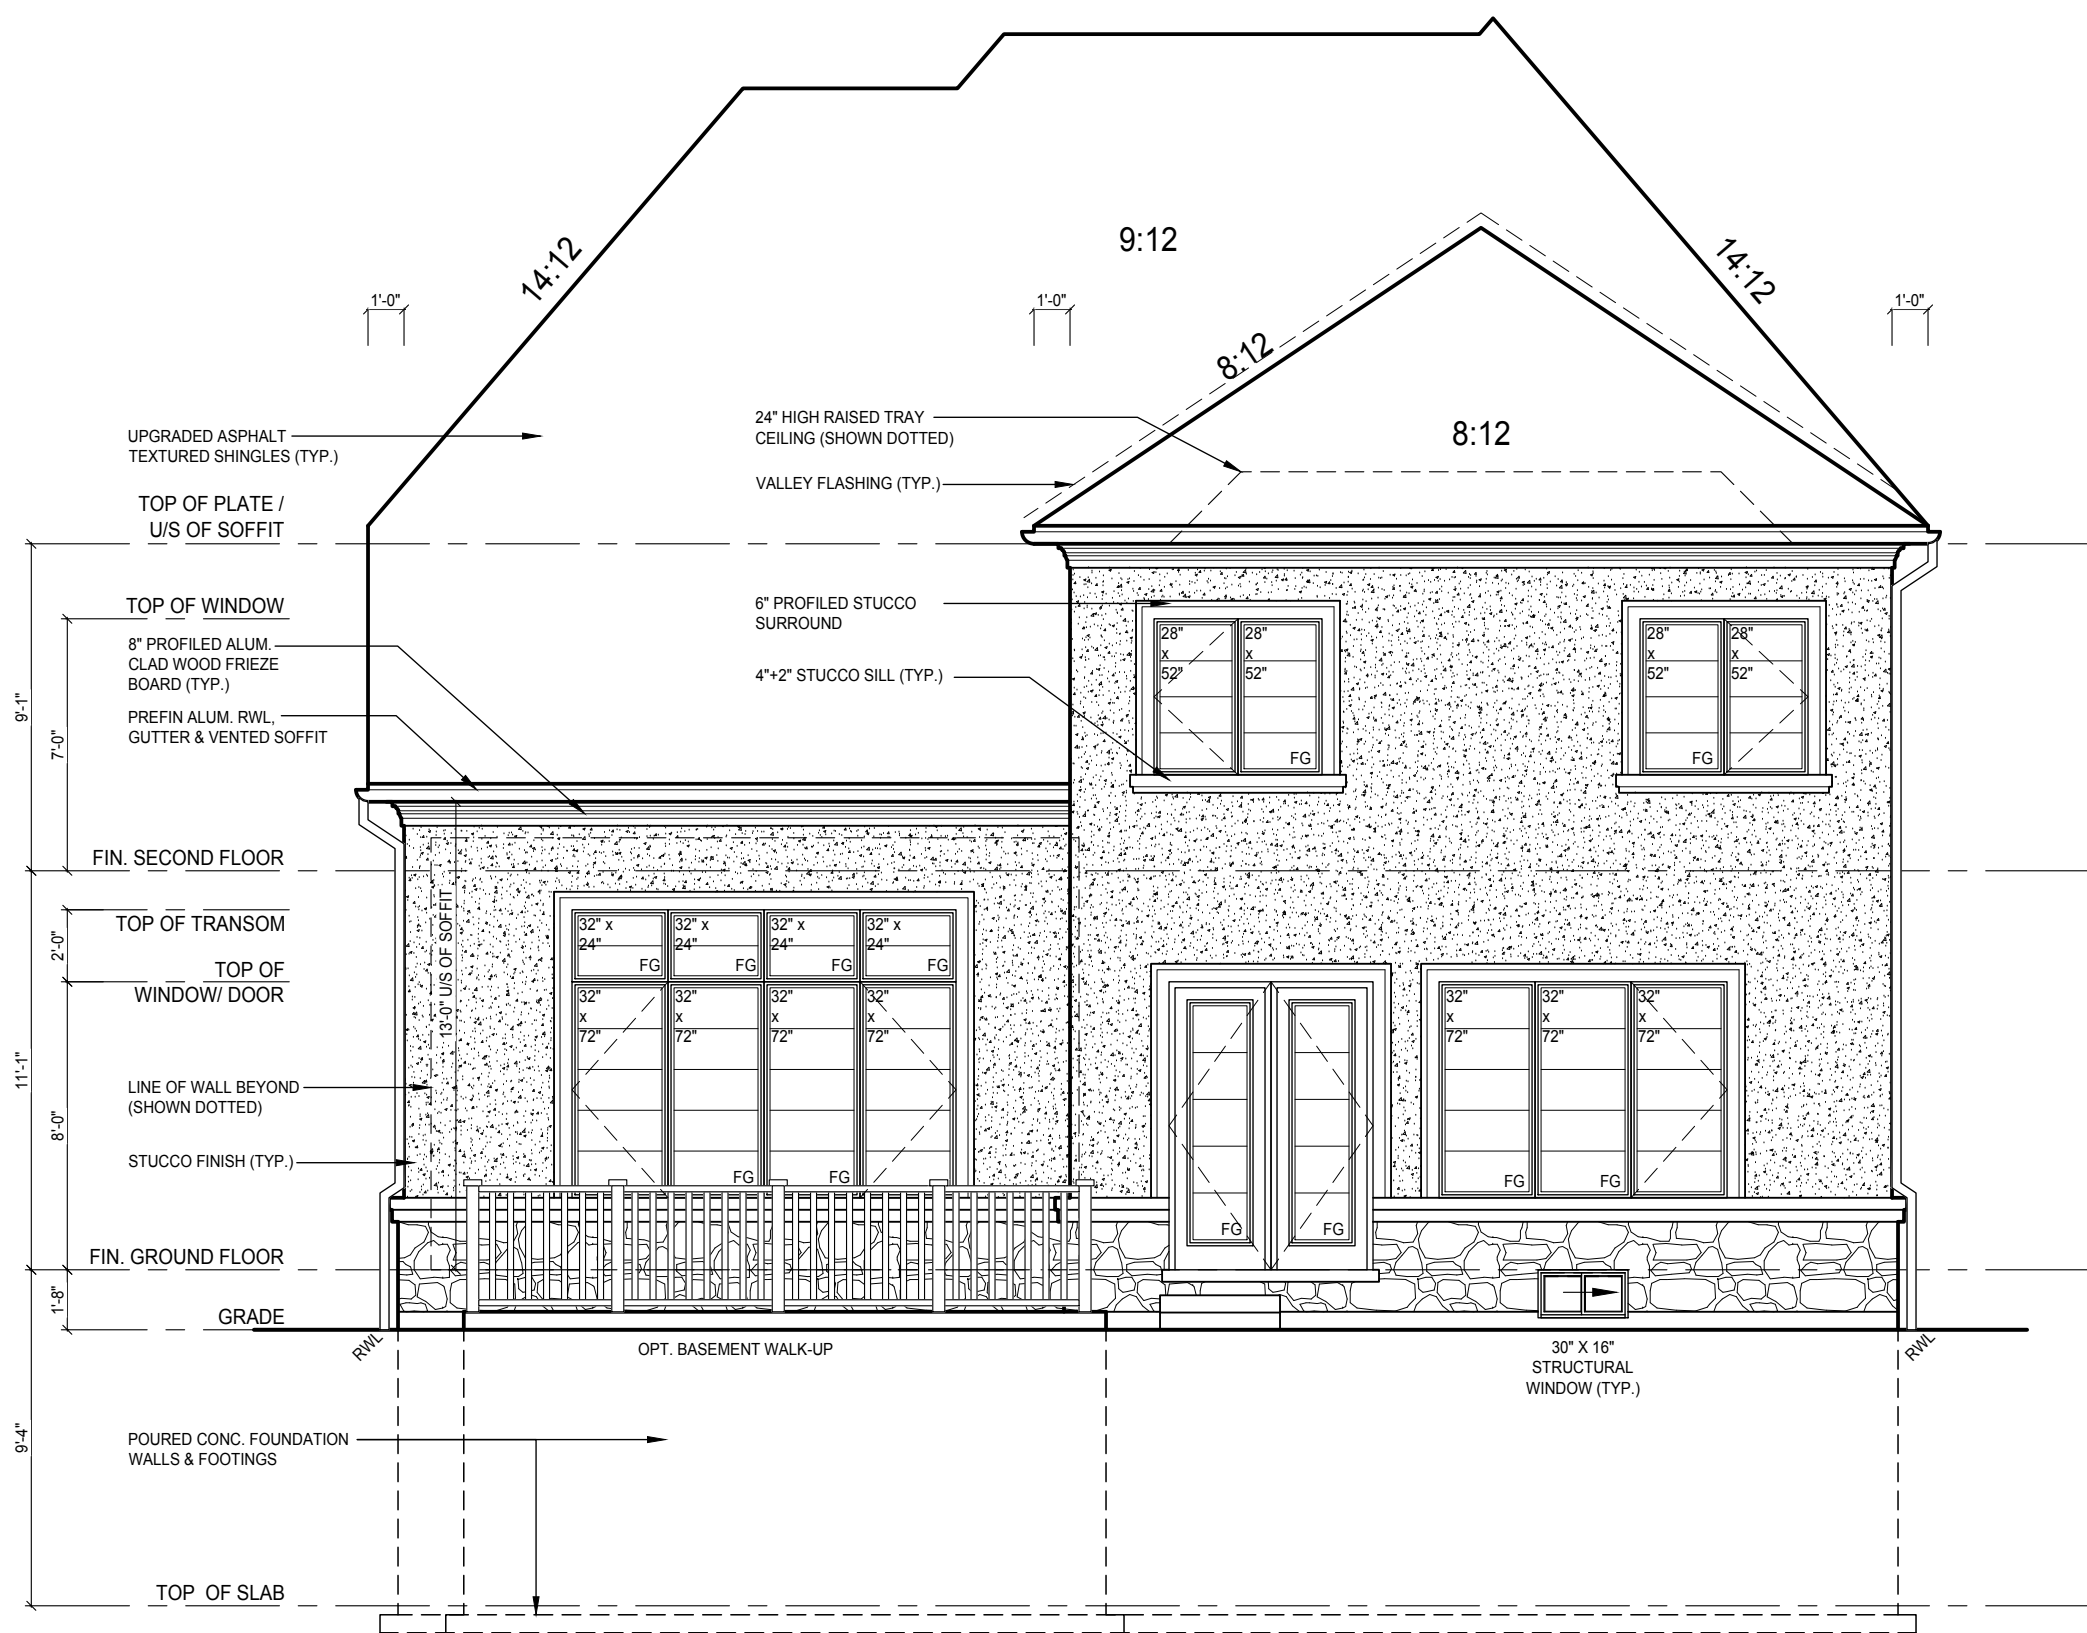 14:12
9:12
14:12
1'-0"
1'-0"
1'-0"
8:12
8:12
UPGRADED ASPHALT
TEXTURED SHINGLES (TYP.)
24" HIGH RAISED TRAY
CEILING (SHOWN DOTTED)
VALLEY FLASHING (TYP.)
TOP OF PLATE /
U/S OF SOFFIT
TOP OF WINDOW
8" PROFILED ALUM.
CLAD WOOD FRIEZE
BOARD (TYP.)
PREFIN ALUM. RWL,
GUTTER & VENTED SOFFIT
6" PROFILED STUCCO
SURROUND
4"+2" STUCCO SILL (TYP.)
28"
x
52"
28"
x
52"
FG
28"
x
52"
FG
28"
x
52"
9'-1"
7'-0"
FIN. SECOND FLOOR
TOP OF TRANSOM
2'-0"
TOP OF
WINDOW/ DOOR
13'-0" U/S OF SOFFIT
32" x
24"
FG
32" x
24"
FG
32" x
24"
FG
32" x
24"
FG
32"
x
72"
32"
x
72"
FG
32"
x
72"
FG
32"
x
72"
FG
FG
32"
x
72"
FG
32"
x
72"
FG
32"
x
72"
11'-1"
8'-0"
LINE OF WALL BEYOND
(SHOWN DOTTED)
STUCCO FINISH (TYP.)
FIN. GROUND FLOOR
1'-8"
GRADE
RWL
OPT. BASEMENT WALK-UP
30" X 16"
STRUCTURAL
WINDOW (TYP.)
RWL
9'-4"
POURED CONC. FOUNDATION
WALLS & FOOTINGS
TOP OF SLAB